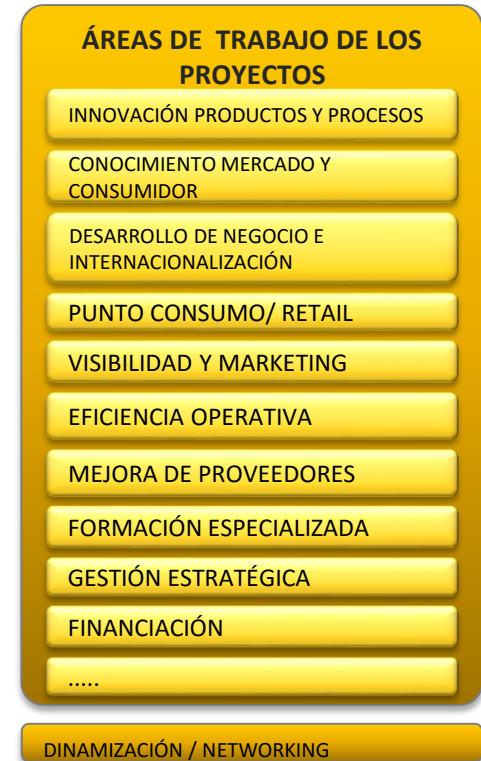 ÁREAS DE TRABAJO DE LOS
PROYECTOS
INNOVACIÓN PRODUCTOS Y PROCESOS
CONOCIMIENTO MERCADO Y
CONSUMIDOR
DESARROLLO DE NEGOCIO E
INTERNACIONALIZACIÓN
PUNTO CONSUMO/ RETAIL
VISIBILIDAD Y MARKETING
EFICIENCIA OPERATIVA
MEJORA DE PROVEEDORES
FORMACIÓN ESPECIALIZADA
GESTIÓN ESTRATÉGICA
FINANCIACIÓN
.....
DINAMIZACIÓN / NETWORKING